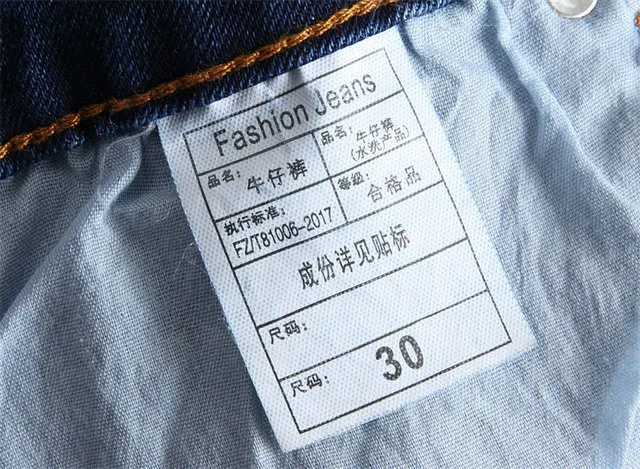 Fashion Jeans
品名: 牛仔裤
品名: 牛仔裤
(水洗产品)
执行标准:
FZ/T81006-2017
等级:
合格品
成份详见贴标
尺码:
尺码: 30